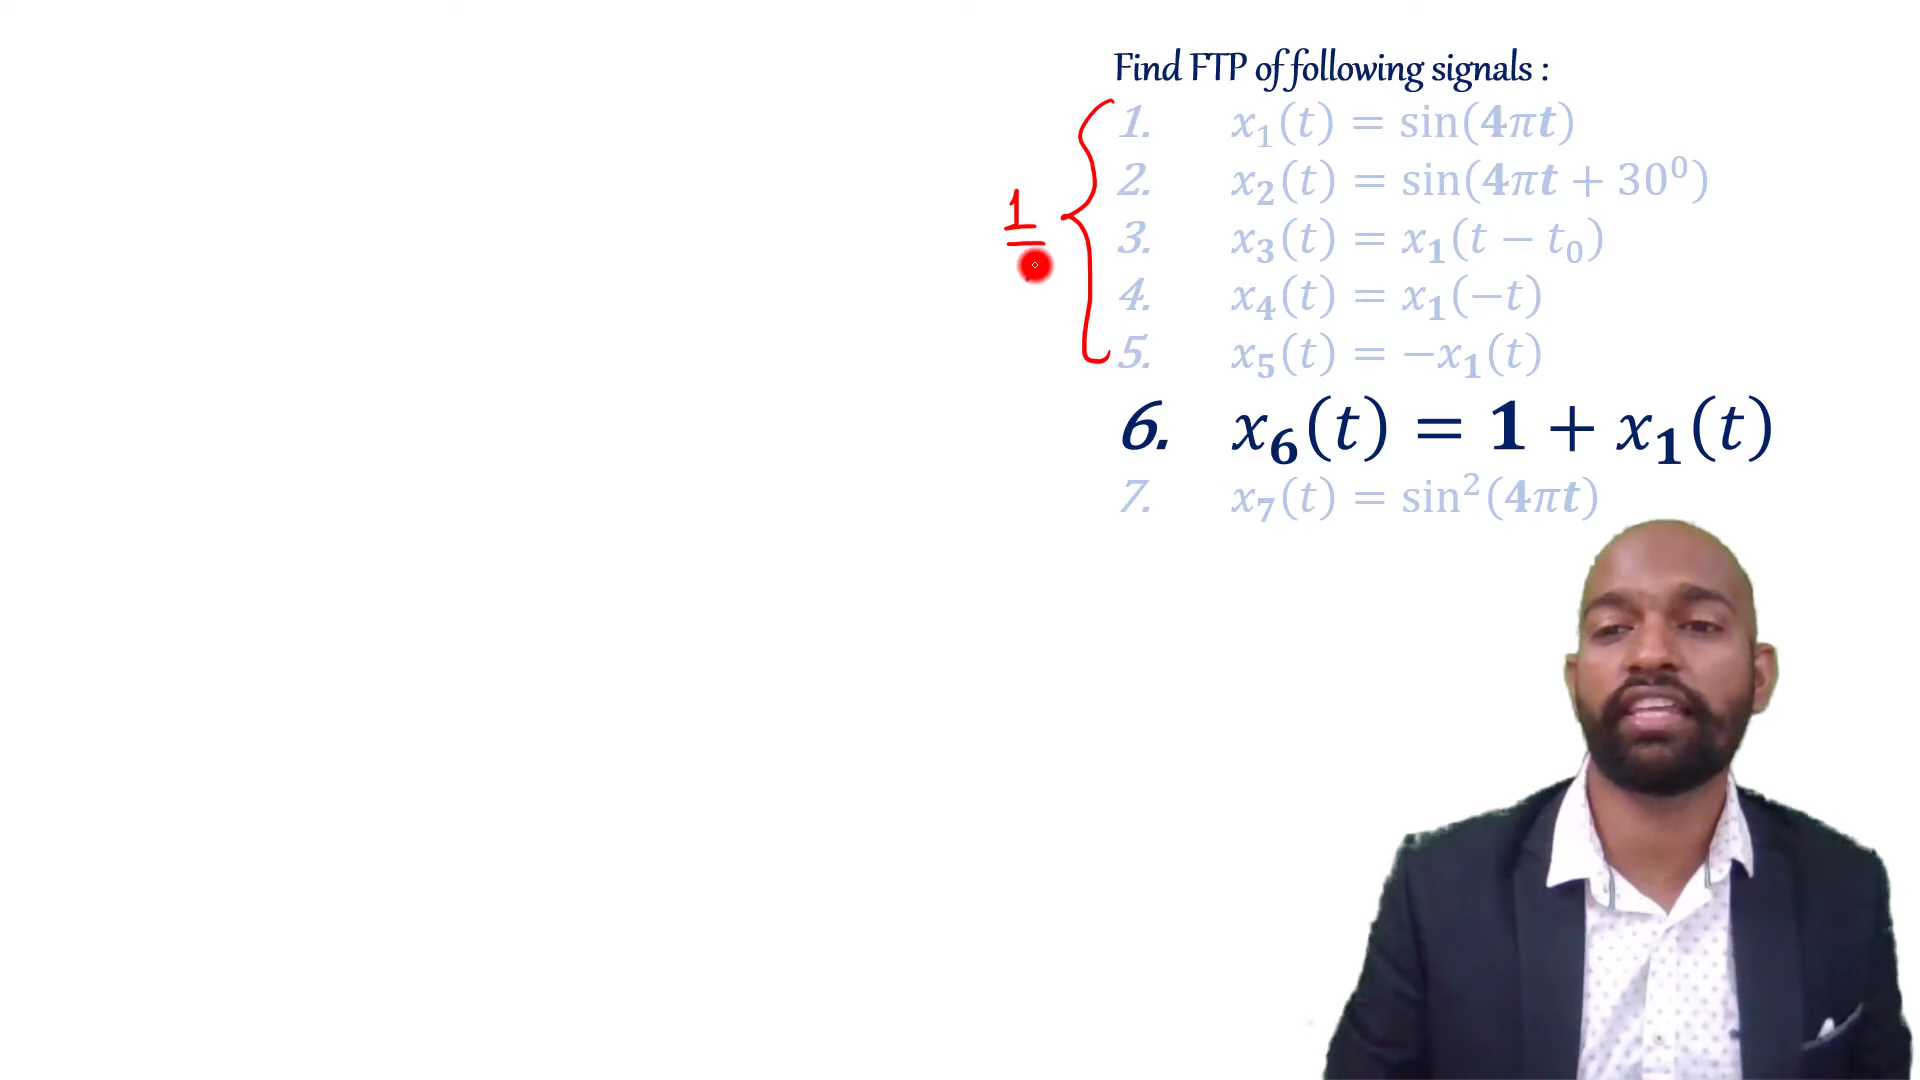 Find FTP of following signals :
1. x₁(t) = sin(4πt)
2. x₂(t) = sin(4πt + 30⁰)
3. x₃(t) = x₁(t − t₀)
4. x₄(t) = x₁(−t)
5. x₅(t) = −x₁(t)
6. x₆(t) = 1 + x₁(t)
7. x₇(t) = sin²(4πt)
1